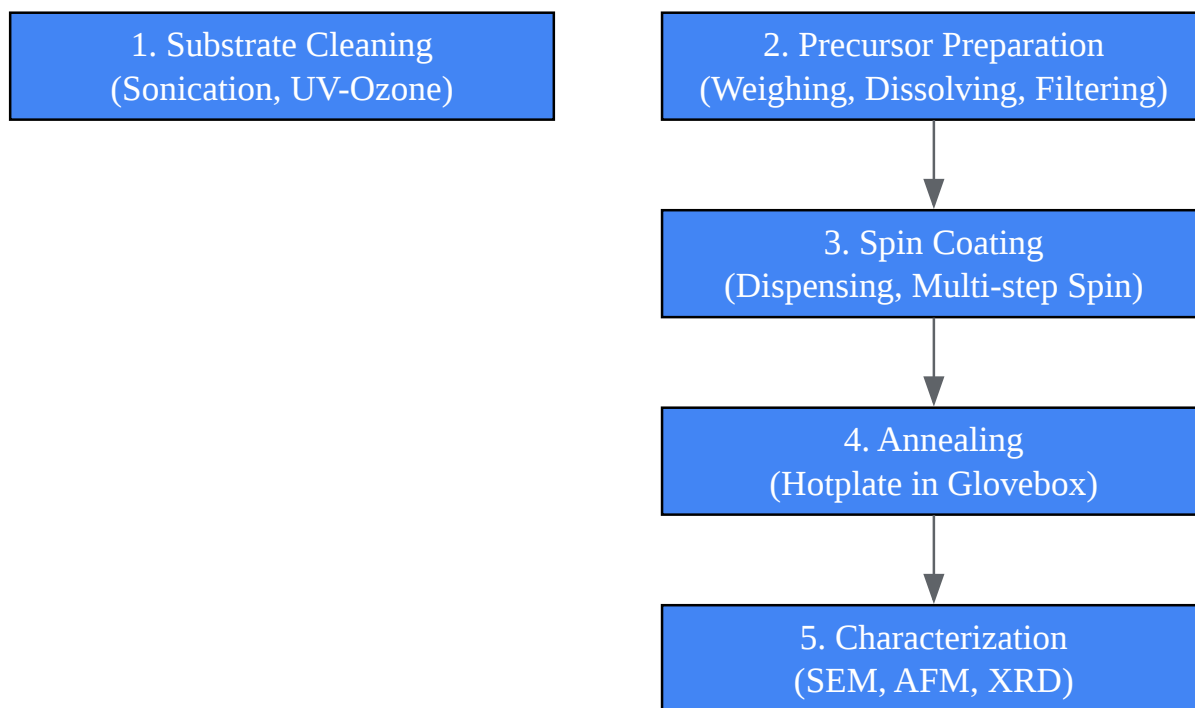 1. Substrate Cleaning
(Sonication, UV-Ozone)
2. Precursor Preparation
(Weighing, Dissolving, Filtering)
3. Spin Coating
(Dispensing, Multi-step Spin)
4. Annealing
(Hotplate in Glovebox)
5. Characterization
(SEM, AFM, XRD)